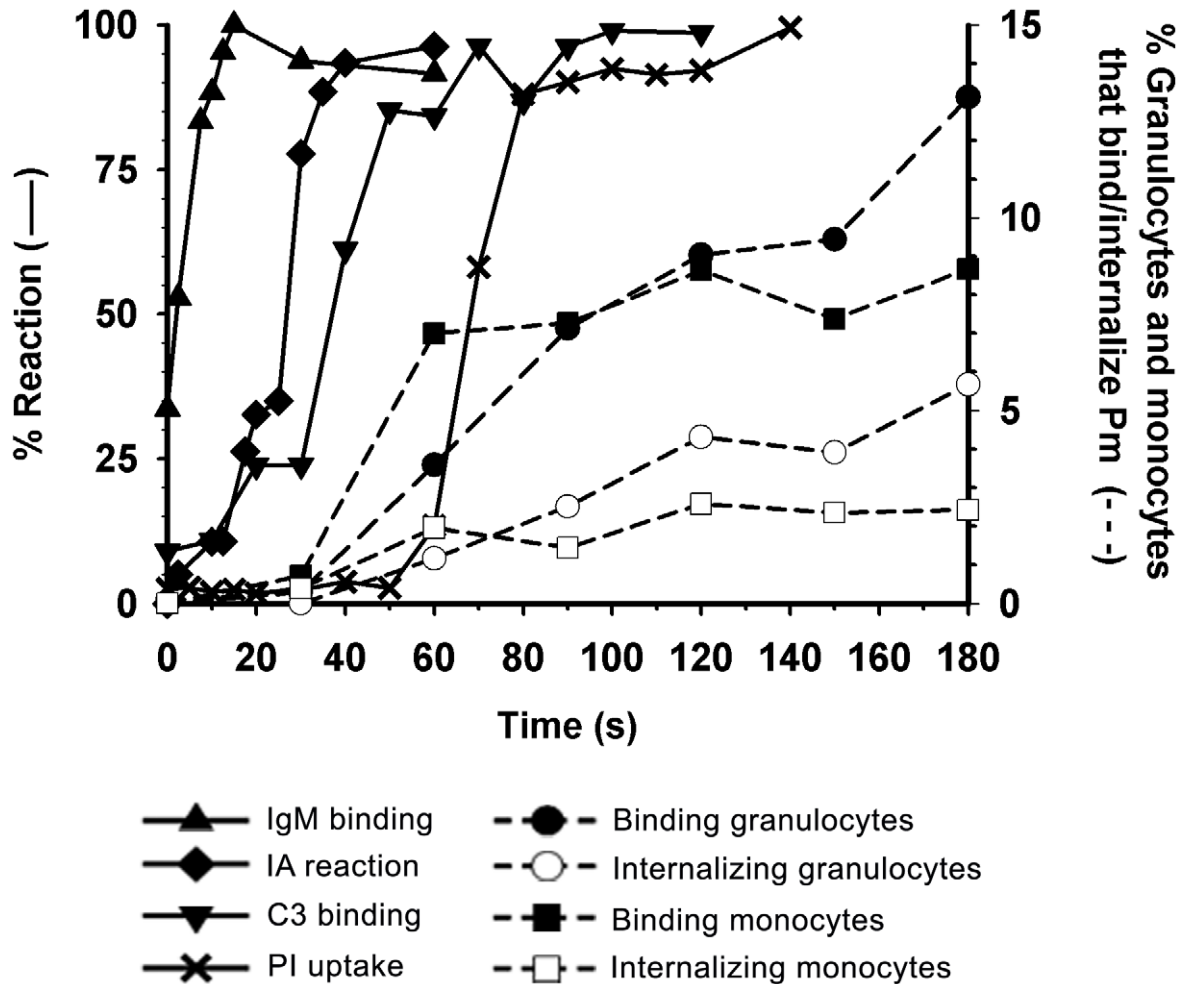 % Reaction (——)
100
75
50
25
0
15
10
5
0
% Granulocytes and monocytes
that bind/internalize Pm (- - -)
0 20 40 60 80 100 120 140 160 180
Time (s)
IgM binding
IA reaction
C3 binding
PI uptake
Binding granulocytes
Internalizing granulocytes
Binding monocytes
Internalizing monocytes